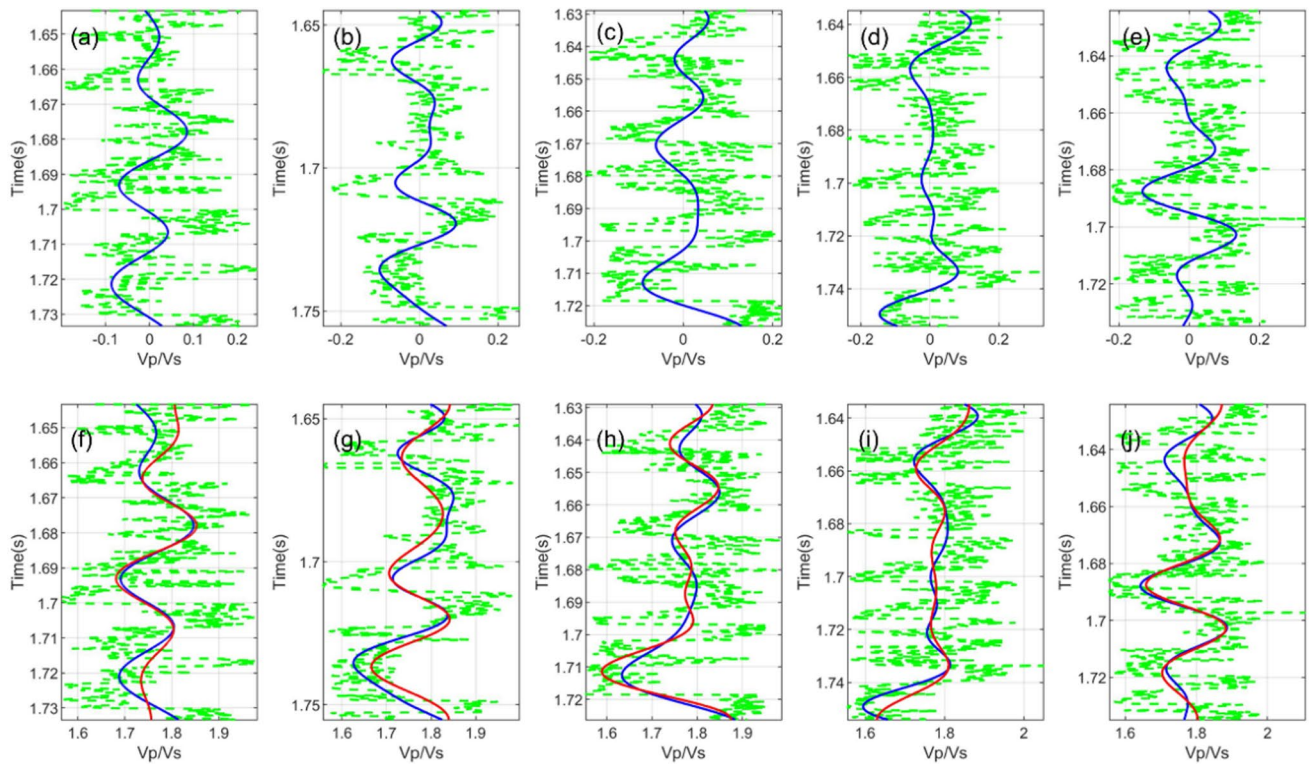 (a)
Time(s)
1.65
1.66
1.67
1.68
1.69
1.7
1.71
1.72
1.73
-0.1 0 0.1 0.2
Vp/Vs
(b)
Time(s)
1.65
1.7
1.75
-0.2 0 0.2
Vp/Vs
(c)
Time(s)
1.63
1.64
1.65
1.66
1.67
1.68
1.69
1.7
1.71
1.72
-0.2 0 0.2
Vp/Vs
(d)
Time(s)
1.64
1.66
1.68
1.7
1.72
1.74
-0.2 0 0.2
Vp/Vs
(e)
Time(s)
1.64
1.66
1.68
1.7
1.72
-0.2 0 0.2
Vp/Vs
(f)
Time(s)
1.65
1.66
1.67
1.68
1.69
1.7
1.71
1.72
1.73
1.6 1.7 1.8 1.9
Vp/Vs
(g)
Time(s)
1.65
1.7
1.75
1.6 1.7 1.8 1.9
Vp/Vs
(h)
Time(s)
1.63
1.64
1.65
1.66
1.67
1.68
1.69
1.7
1.71
1.72
1.6 1.7 1.8 1.9
Vp/Vs
(i)
Time(s)
1.64
1.66
1.68
1.7
1.72
1.74
1.6 1.8 2
Vp/Vs
(j)
Time(s)
1.64
1.66
1.68
1.7
1.72
1.6 1.8 2
Vp/Vs